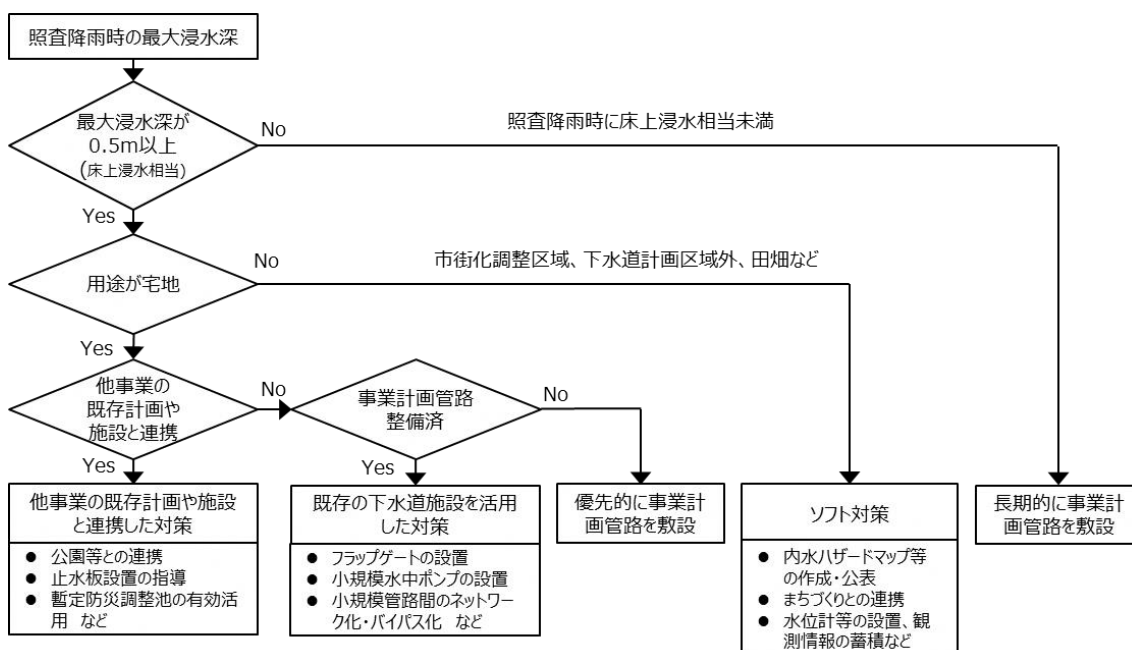 照査降雨時の最大浸水深
最大浸水深が
0.5m以上
(床上浸水相当)
No
照査降雨時に床上浸水相当未満
Yes
用途が宅地
No
市街化調整区域、下水道計画区域外、田畑など
Yes
他事業の
既存計画や
施設と連携
No
事業計画管路
整備済
No
Yes
Yes
他事業の既存計画や施設
と連携した対策
● 公園等との連携
● 止水板設置の指導
● 暫定防災調整池の有効活
用 など
既存の下水道施設を活用
した対策
● フラップゲートの設置
● 小規模水中ポンプの設置
● 小規模管路間のネットワー
ク化・バイパス化 など
優先的に事業計
画管路を敷設
ソフト対策
● 内水ハザードマップ等
の作成・公表
● まちづくりとの連携
● 水位計等の設置、観
測情報の蓄積など
長期的に事業計
画管路を敷設